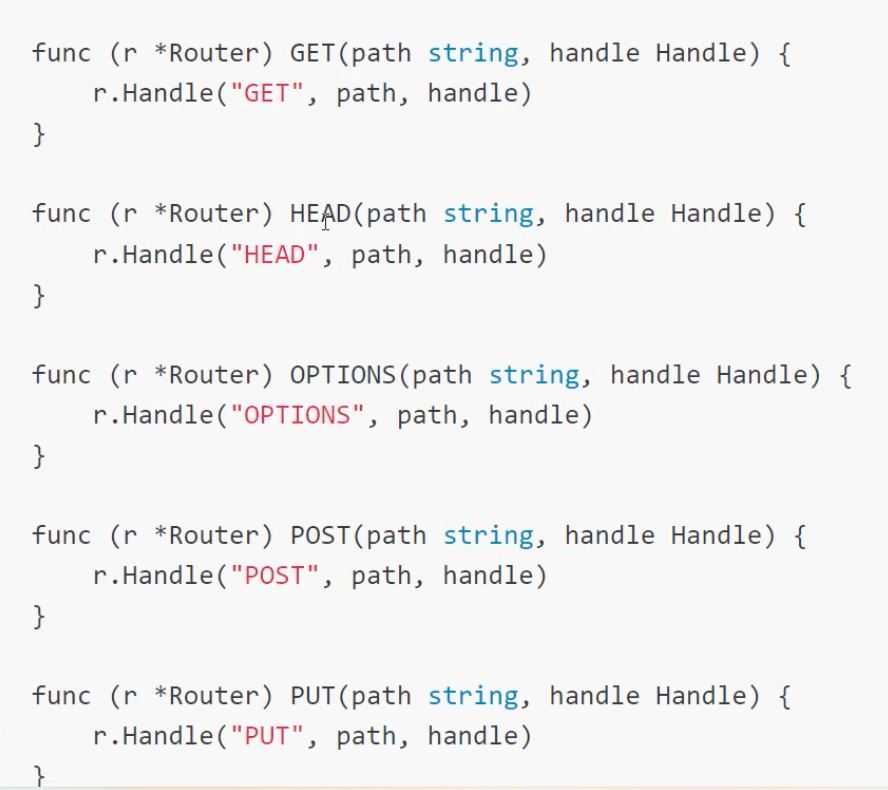 func (r *Router) GET(path string, handle Handle) {
    r.Handle("GET", path, handle)
}

func (r *Router) HEAD(path string, handle Handle) {
    r.Handle("HEAD", path, handle)
}

func (r *Router) OPTIONS(path string, handle Handle) {
    r.Handle("OPTIONS", path, handle)
}

func (r *Router) POST(path string, handle Handle) {
    r.Handle("POST", path, handle)
}

func (r *Router) PUT(path string, handle Handle) {
    r.Handle("PUT", path, handle)
}